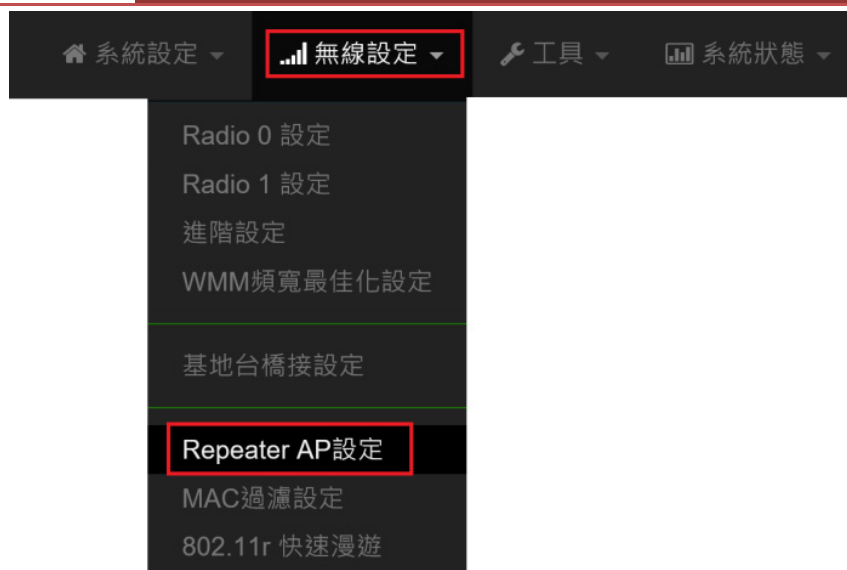 系統設定 無線設定 工具 系統狀態
Radio 0 設定
Radio 1 設定
進階設定
WMM頻寬最佳化設定
基地台橋接設定
Repeater AP設定
MAC過濾設定
802.11r 快速漫遊